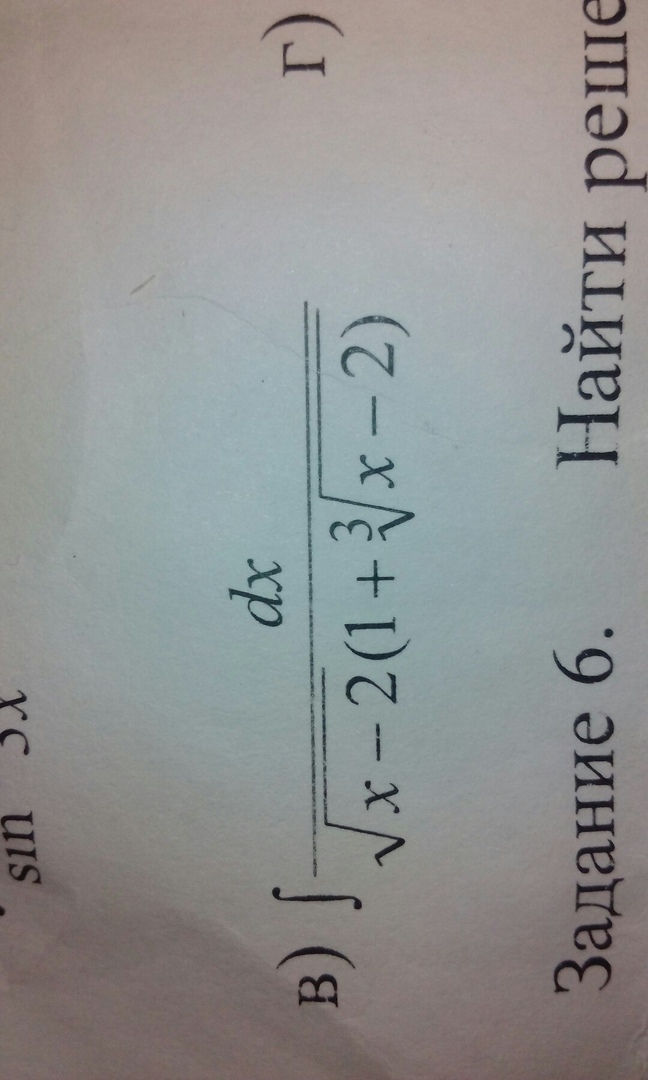 sin 3x
в) ∫ dx / √x − 2(1 + ∛x − 2)
г)
Задание 6. Найти реше